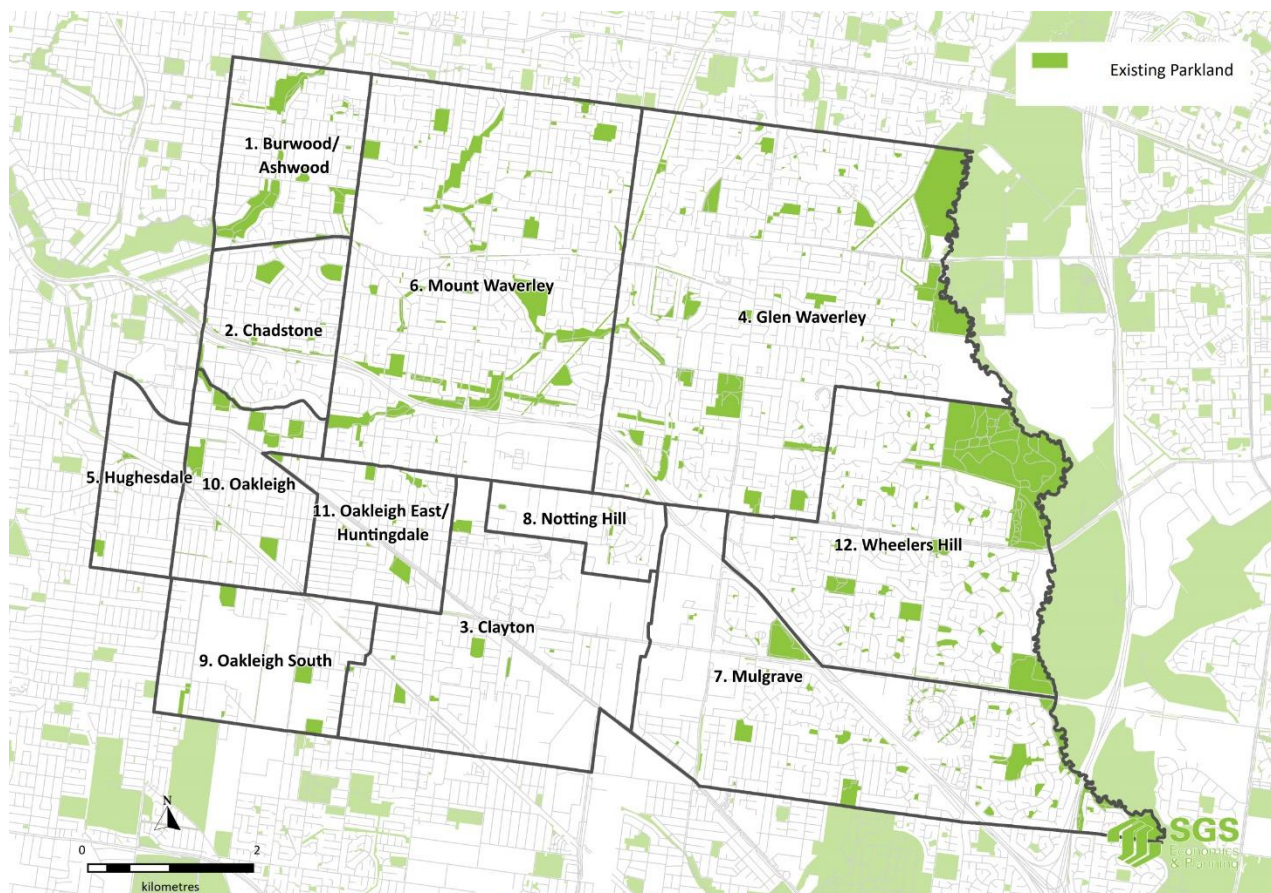 Existing Parkland
1. Burwood/
Ashwood
6. Mount Waverley
4. Glen Waverley
2. Chadstone
5. Hughesdale
10. Oakleigh
11. Oakleigh East/
Huntingdale
8. Notting Hill
12. Wheelers Hill
3. Clayton
9. Oakleigh South
7. Mulgrave
N
0 2
kilometres
SGS
Economics
& Planning